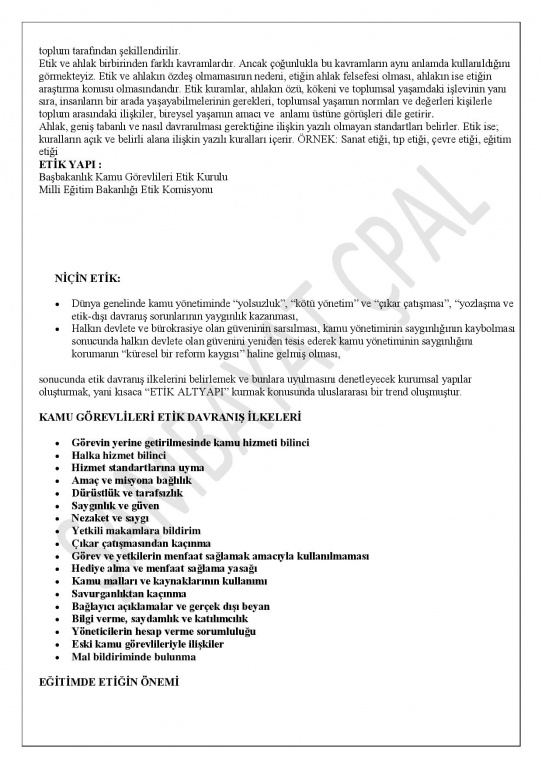 toplum tarafından şekillendirilir.
Etik ve ahlak birbirinden farklı kavramlardır. Ancak çoğunlukla bu kavramların aynı anlamda kullanıldığını
görmekteyiz. Etik ve ahlakın özdeş olmamasının nedeni, etiğin ahlak felsefesi olması, ahlakın ise etiğin
araştırma konusu olmasındandır. Etik kuramlar, ahlakın özü, kökeni ve toplumsal yaşamdaki işlevinin yanı
sıra, insanların bir arada yaşayabilmelerinin gerekleri, toplumsal yaşamın normları ve değerleri kişilerle
toplum arasındaki ilişkiler, bireysel yaşamın amacı ve  anlamı üstüne görüşleri dile getirir.
Ahlak, geniş tabanlı ve nasıl davranılması gerektiğine ilişkin yazılı olmayan standartları belirler. Etik ise;
kuralların açık ve belirli alana ilişkin yazılı kuralları içerir. ÖRNEK: Sanat etiği, tıp etiği, çevre etiği, eğitim
etiği
ETİK YAPI :
Başbakanlık Kamu Görevlileri Etik Kurulu
Milli Eğitim Bakanlığı Etik Komisyonu
NİÇİN ETİK:
• Dünya genelinde kamu yönetiminde “yolsuzluk”, “kötü yönetim” ve “çıkar çatışması”, “yozlaşma ve
etik-dışı davranış sorunlarının yaygınlık kazanması,
• Halkın devlete ve bürokrasiye olan güveninin sarsılması, kamu yönetiminin saygınlığının kaybolması
sonucunda halkın devlete olan güvenini yeniden tesis ederek kamu yönetiminin saygınlığını
korumanın “küresel bir reform kaygısı” haline gelmiş olması,
sonucunda etik davranış ilkelerini belirlemek ve bunlara uyulmasını denetleyecek kurumsal yapılar
oluşturmak, yani kısaca “ETİK ALTYAPI” kurmak konusunda uluslararası bir trend oluşmuştur.
KAMU GÖREVLİLERİ ETİK DAVRANIŞ İLKELERİ
• Görevin yerine getirilmesinde kamu hizmeti bilinci
• Halka hizmet bilinci
• Hizmet standartlarına uyma
• Amaç ve misyona bağlılık
• Dürüstlük ve tarafsızlık
• Saygınlık ve güven
• Nezaket ve saygı
• Yetkili makamlara bildirim
• Çıkar çatışmasından kaçınma
• Görev ve yetkilerin menfaat sağlamak amacıyla kullanılmaması
• Hediye alma ve menfaat sağlama yasağı
• Kamu malları ve kaynaklarının kullanımı
• Savurganlıktan kaçınma
• Bağlayıcı açıklamalar ve gerçek dışı beyan
• Bilgi verme, saydamlık ve katılımcılık
• Yöneticilerin hesap verme sorumluluğu
• Eski kamu görevlileriyle ilişkiler
• Mal bildiriminde bulunma
EĞİTİMDE ETİĞİN ÖNEMİ
ÇPAL